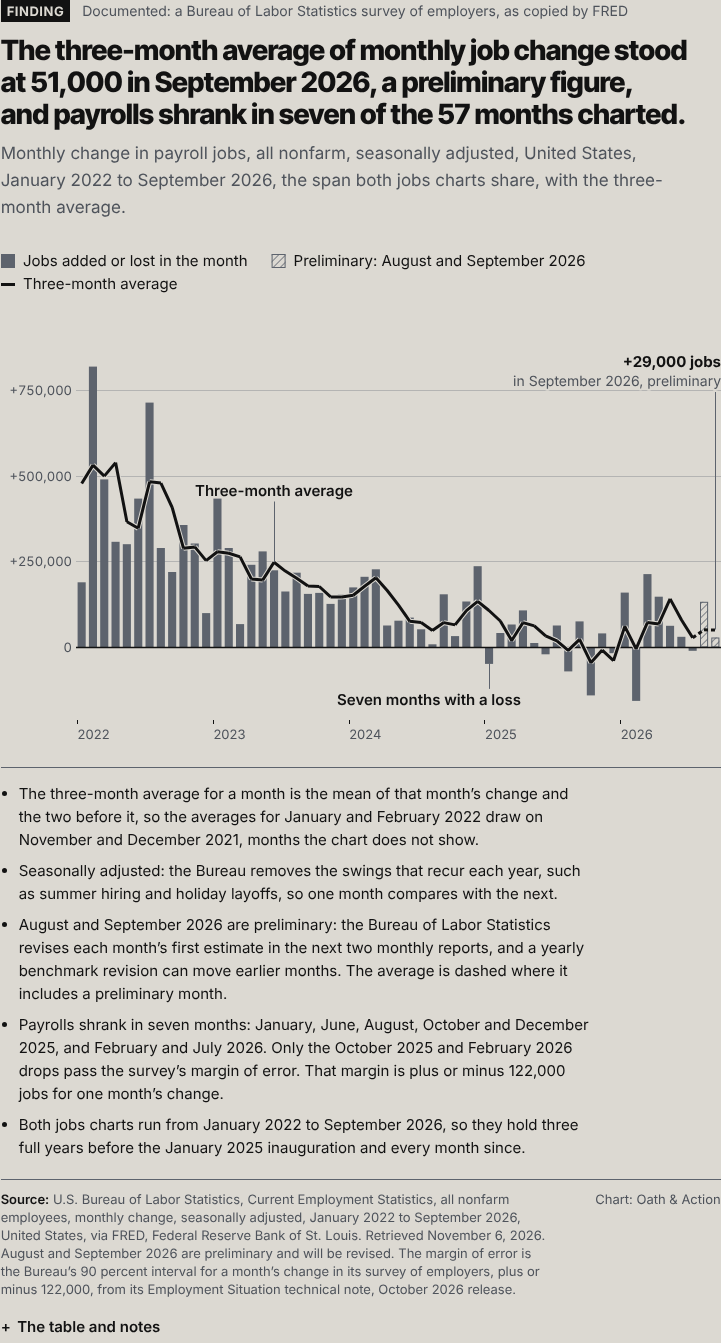 FINDING Documented: a Bureau of Labor Statistics survey of employers, as copied by FRED
The three-month average of monthly job change stood
at 51,000 in September 2026, a preliminary figure,
and payrolls shrank in seven of the 57 months charted.
Monthly change in payroll jobs, all nonfarm, seasonally adjusted, United States,
January 2022 to September 2026, the span both jobs charts share, with the three-
month average.
Jobs added or lost in the month Preliminary: August and September 2026
Three-month average
+29,000 jobs
in September 2026, preliminary
+750,000
+500,000
Three-month average
+250,000
0
Seven months with a loss
2022 2023 2024 2025 2026
• The three-month average for a month is the mean of that month’s change and
the two before it, so the averages for January and February 2022 draw on
November and December 2021, months the chart does not show.
• Seasonally adjusted: the Bureau removes the swings that recur each year, such
as summer hiring and holiday layoffs, so one month compares with the next.
• August and September 2026 are preliminary: the Bureau of Labor Statistics
revises each month’s first estimate in the next two monthly reports, and a yearly
benchmark revision can move earlier months. The average is dashed where it
includes a preliminary month.
• Payrolls shrank in seven months: January, June, August, October and December
2025, and February and July 2026. Only the October 2025 and February 2026
drops pass the survey’s margin of error. That margin is plus or minus 122,000
jobs for one month’s change.
• Both jobs charts run from January 2022 to September 2026, so they hold three
full years before the January 2025 inauguration and every month since.
Source: U.S. Bureau of Labor Statistics, Current Employment Statistics, all nonfarm
employees, monthly change, seasonally adjusted, January 2022 to September 2026,
United States, via FRED, Federal Reserve Bank of St. Louis. Retrieved November 6, 2026.
August and September 2026 are preliminary and will be revised. The margin of error is
the Bureau’s 90 percent interval for a month’s change in its survey of employers, plus or
minus 122,000, from its Employment Situation technical note, October 2026 release.
Chart: Oath & Action
+ The table and notes